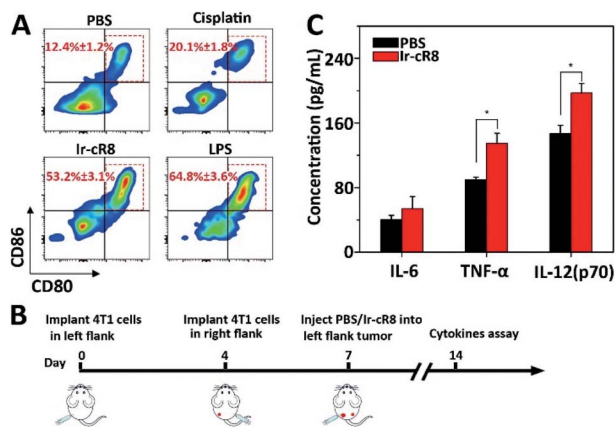 A
PBS
Cisplatin
12.4%±1.2%
20.1%±1.8%
Ir-cR8
LPS
53.2%±3.1%
64.8%±3.6%
CD86
CD80
C
Concentration (pg/mL)
240
160
80
0
PBS
Ir-cR8
*
*
IL-6
TNF-α
IL-12(p70)
B
Implant 4T1 cells
in left flank
Implant 4T1 cells
in right flank
Inject PBS/Ir-cR8 into
left flank tumor
Cytokines assay
Day
0
4
7
14